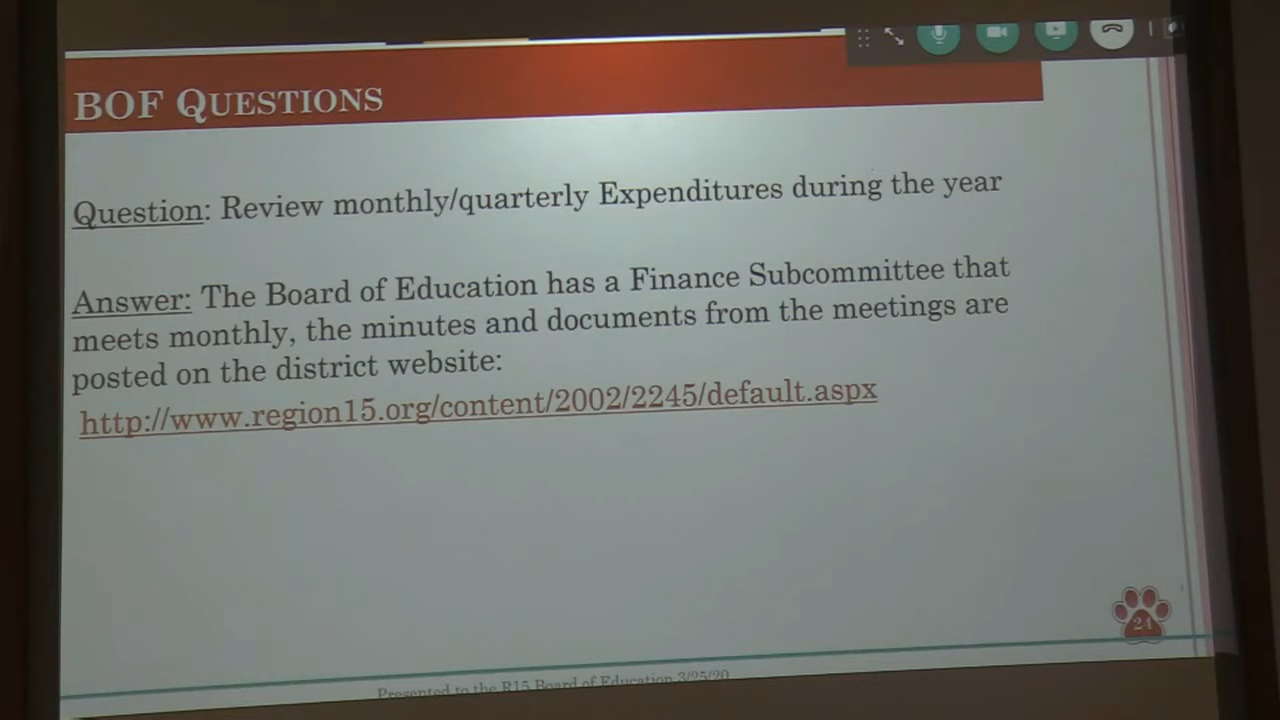 BOF QUESTIONS
Question: Review monthly/quarterly Expenditures during the year
Answer: The Board of Education has a Finance Subcommittee that
meets monthly, the minutes and documents from the meetings are
posted on the district website:
http://www.region15.org/content/2002/2245/default.aspx
24
Presented to the R15 Board of Education 3/25/20